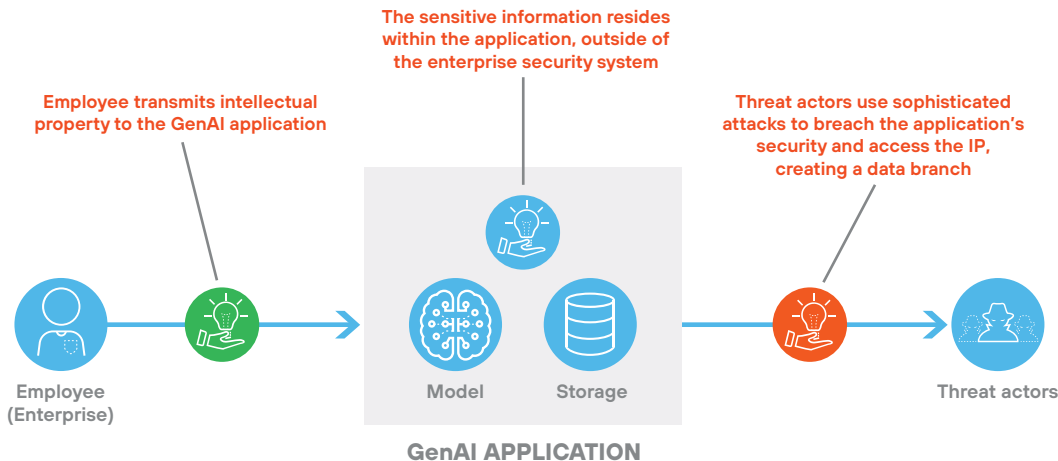 The sensitive information resides
within the application, outside of
the enterprise security system
Employee transmits intellectual
property to the GenAI application
Threat actors use sophisticated
attacks to breach the application's
security and access the IP,
creating a data branch
Employee
(Enterprise)
Model
Storage
Threat actors
GenAI APPLICATION